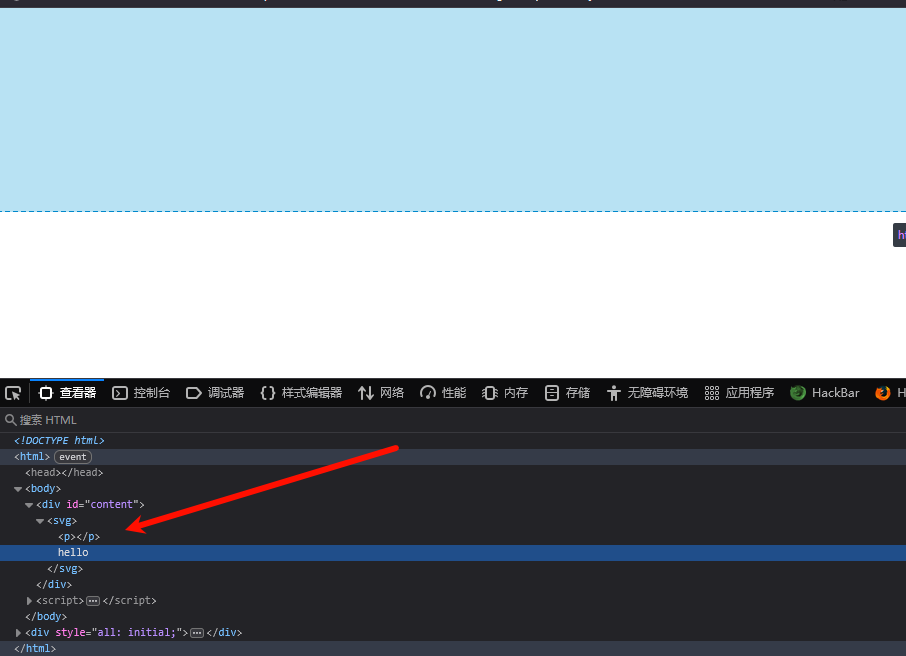 ht
查看器 控制台 调试器 {} 样式编辑器 网络 性能 内存 存储 无障碍环境 应用程序 HackBar H
搜索 HTML
<!DOCTYPE html>
<html> event
<head></head>
<body>
<div id="content">
<svg>
<p></p>
hello
</svg>
</div>
<script>…</script>
</body>
<div style="all: initial;">…</div>
</html>